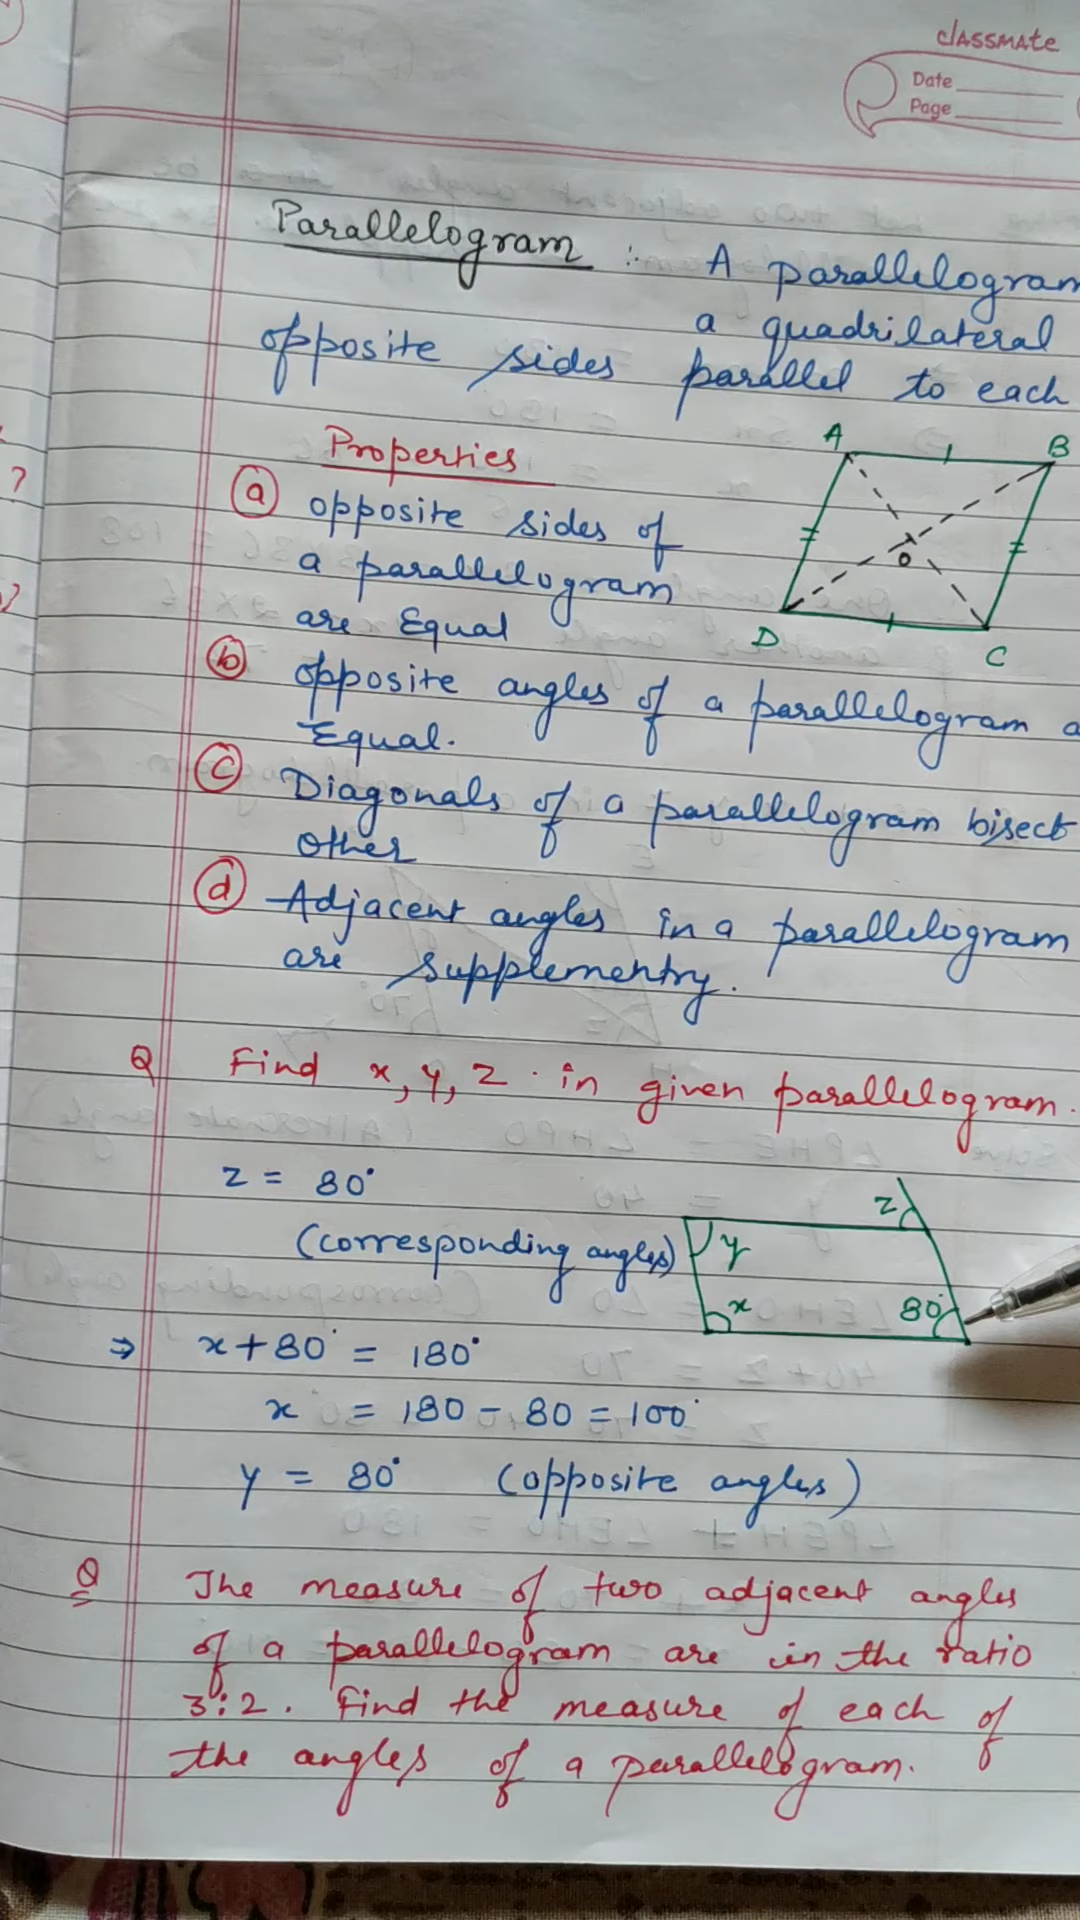 classmate
Date
Page
Parallelogram : A parallelogram
a quadrilateral
opposite sides parallel to each
Properties
A
B
a opposite sides of
a parallelogram
O
are Equal
D
C
b opposite angles of a parallelogram a
Equal.
c Diagonals of a parallelogram bisect
other
d Adjacent angles in a parallelogram
are supplementry.
Q Find x, y, z . in given parallelogram.
z = 80°
z
(corresponding angles)
y
x
80°
⇒ x + 80° = 180°
x = 180 - 80 = 100°
y = 80° (opposite angles)
Q The measure of two adjacent angles
of a parallelogram are in the ratio
3:2. Find the measure of each of
the angles of a parallelogram.